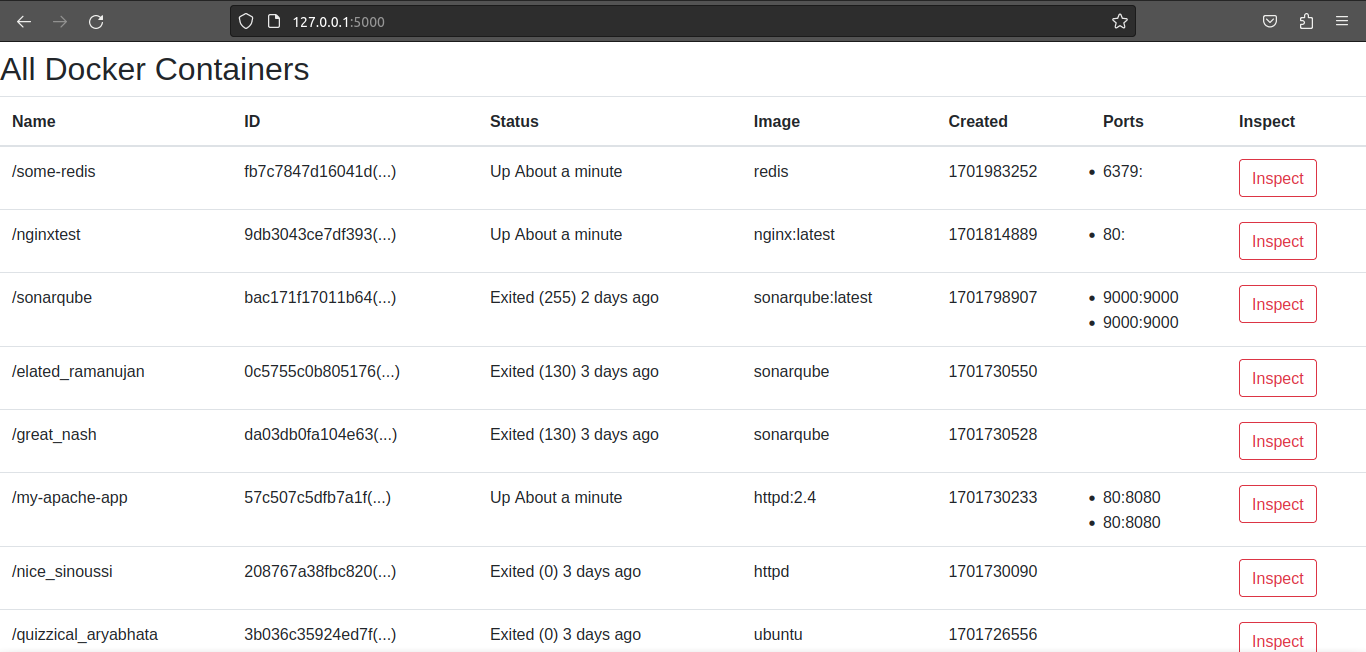 127.0.0.1:5000
All Docker Containers
Name ID Status Image Created Ports Inspect
/some-redis fb7c7847d16041d(...) Up About a minute redis 1701983252 • 6379: Inspect
/nginxtest 9db3043ce7df393(...) Up About a minute nginx:latest 1701814889 • 80: Inspect
/sonarqube bac171f17011b64(...) Exited (255) 2 days ago sonarqube:latest 1701798907 • 9000:9000 Inspect
• 9000:9000
/elated_ramanujan 0c5755c0b805176(...) Exited (130) 3 days ago sonarqube 1701730550 Inspect
/great_nash da03db0fa104e63(...) Exited (130) 3 days ago sonarqube 1701730528 Inspect
/my-apache-app 57c507c5dfb7a1f(...) Up About a minute httpd:2.4 1701730233 • 80:8080 Inspect
• 80:8080
/nice_sinoussi 208767a38fbc820(...) Exited (0) 3 days ago httpd 1701730090 Inspect
/quizzical_aryabhata 3b036c35924ed7f(...) Exited (0) 3 days ago ubuntu 1701726556 Inspect